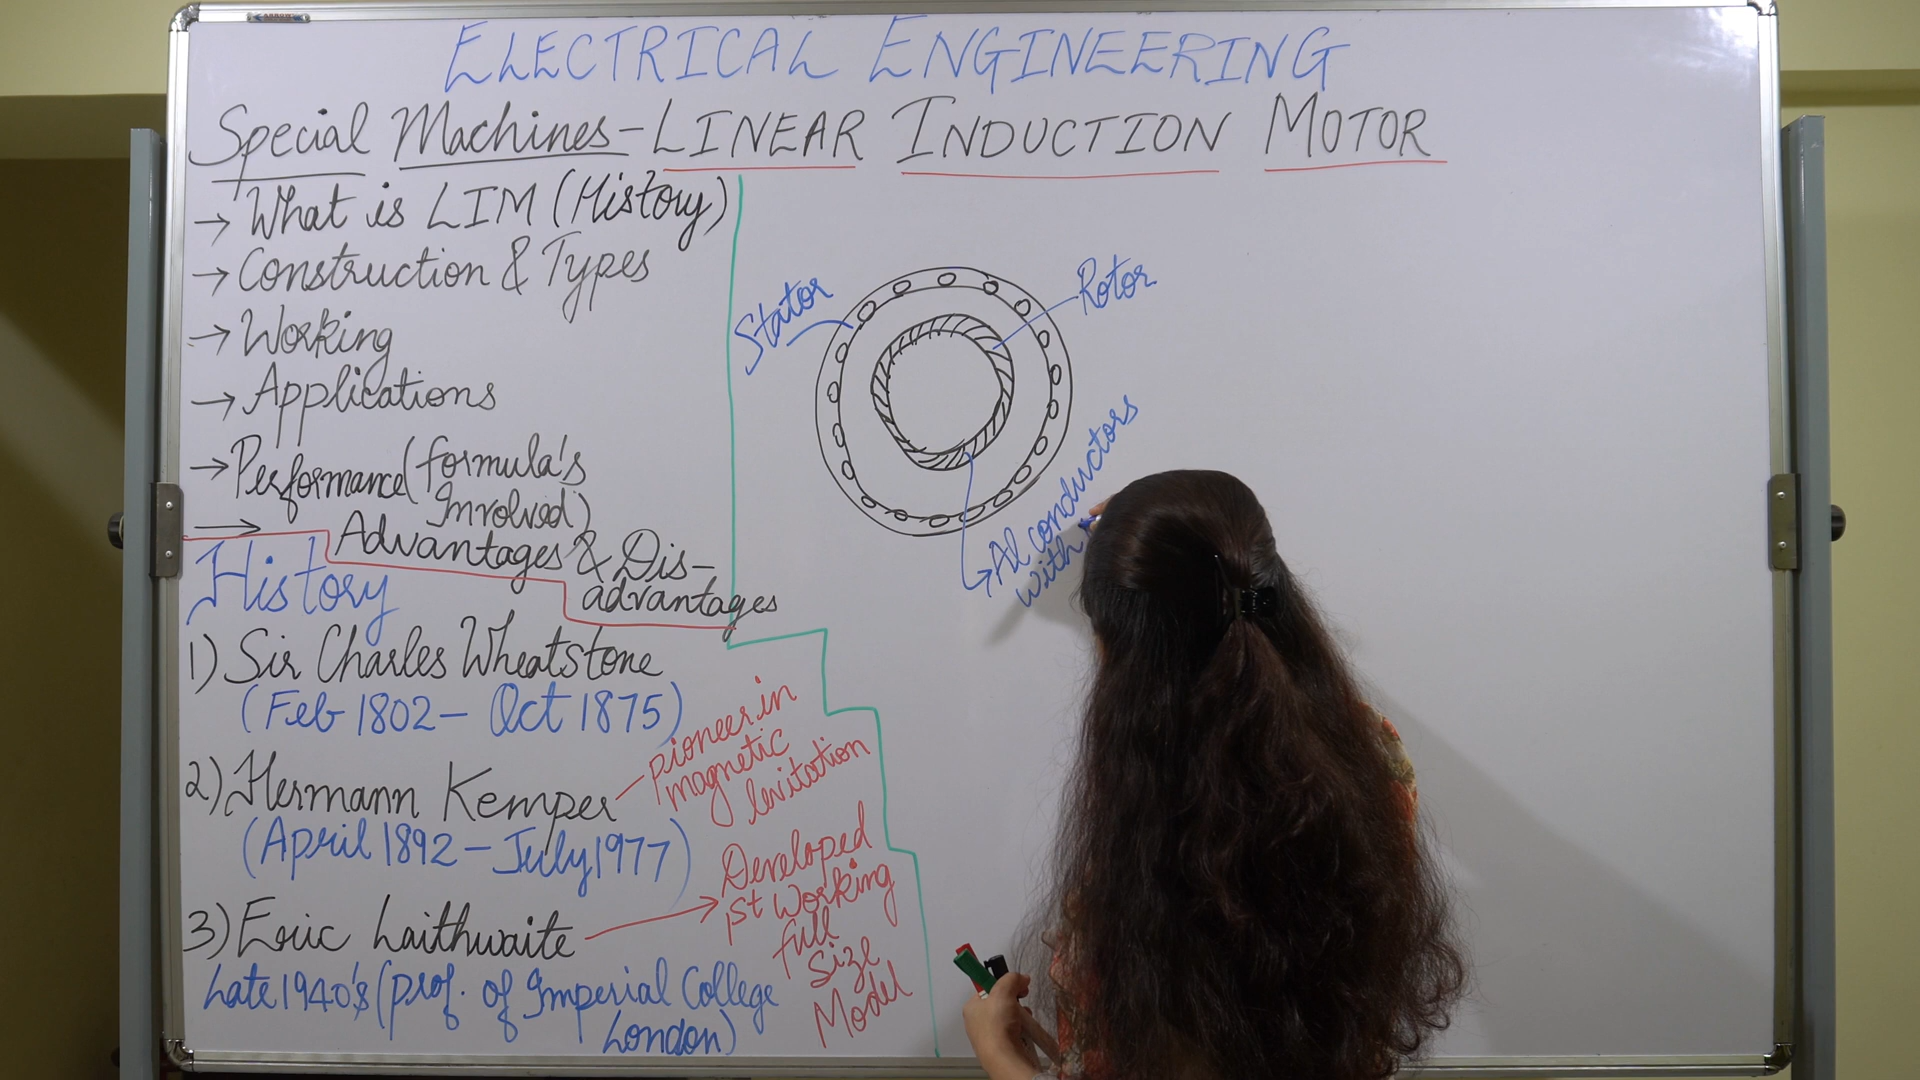 ELECTRICAL ENGINEERING
Special Machines - LINEAR INDUCTION MOTOR
→ What is LIM (History)
→ Construction & Types
→ Working
→ Applications
→ Performance (formula's
Involved)
→ Advantages & Dis-
advantages
History
1) Sir Charles Wheatstone
(Feb 1802 - Oct 1875)
2) Hermann Kemper
(April 1892 - July 1977)
pioneer in
magnetic
levitation
3) Eric Laithwaite
Late 1940's (prof. of Imperial College
London)
Developed
1st Working
full
Size
Model
Stator
Rotor
Al conductors
with